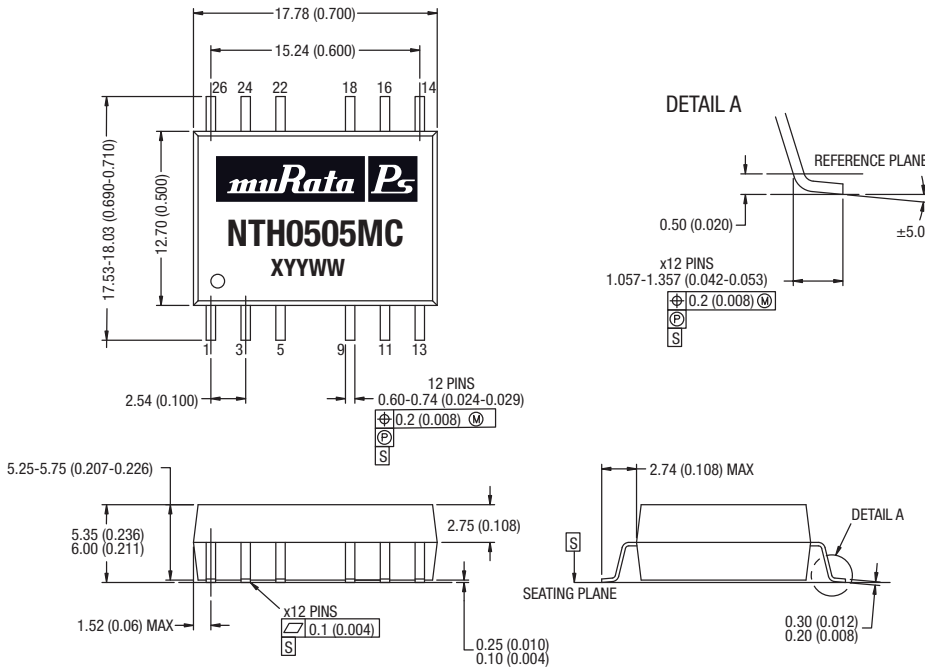 17.78 (0.700)
15.24 (0.600)
26 24 22 18 16 14
17.53-18.03 (0.690-0.710)
12.70 (0.500)
muRata Ps
NTH0505MC
XYYWW
1 3 5 9 11 13
2.54 (0.100)
12 PINS
0.60-0.74 (0.024-0.029)
0.2 (0.008) M
P
S
DETAIL A
REFERENCE PLANE
0.50 (0.020)
±5.0
x12 PINS
1.057-1.357 (0.042-0.053)
0.2 (0.008) M
P
S
5.25-5.75 (0.207-0.226)
5.35 (0.236)
6.00 (0.211)
2.75 (0.108)
1.52 (0.06) MAX
x12 PINS
0.1 (0.004)
S
0.25 (0.010)
0.10 (0.004)
2.74 (0.108) MAX
DETAIL A
S
SEATING PLANE
0.30 (0.012)
0.20 (0.008)